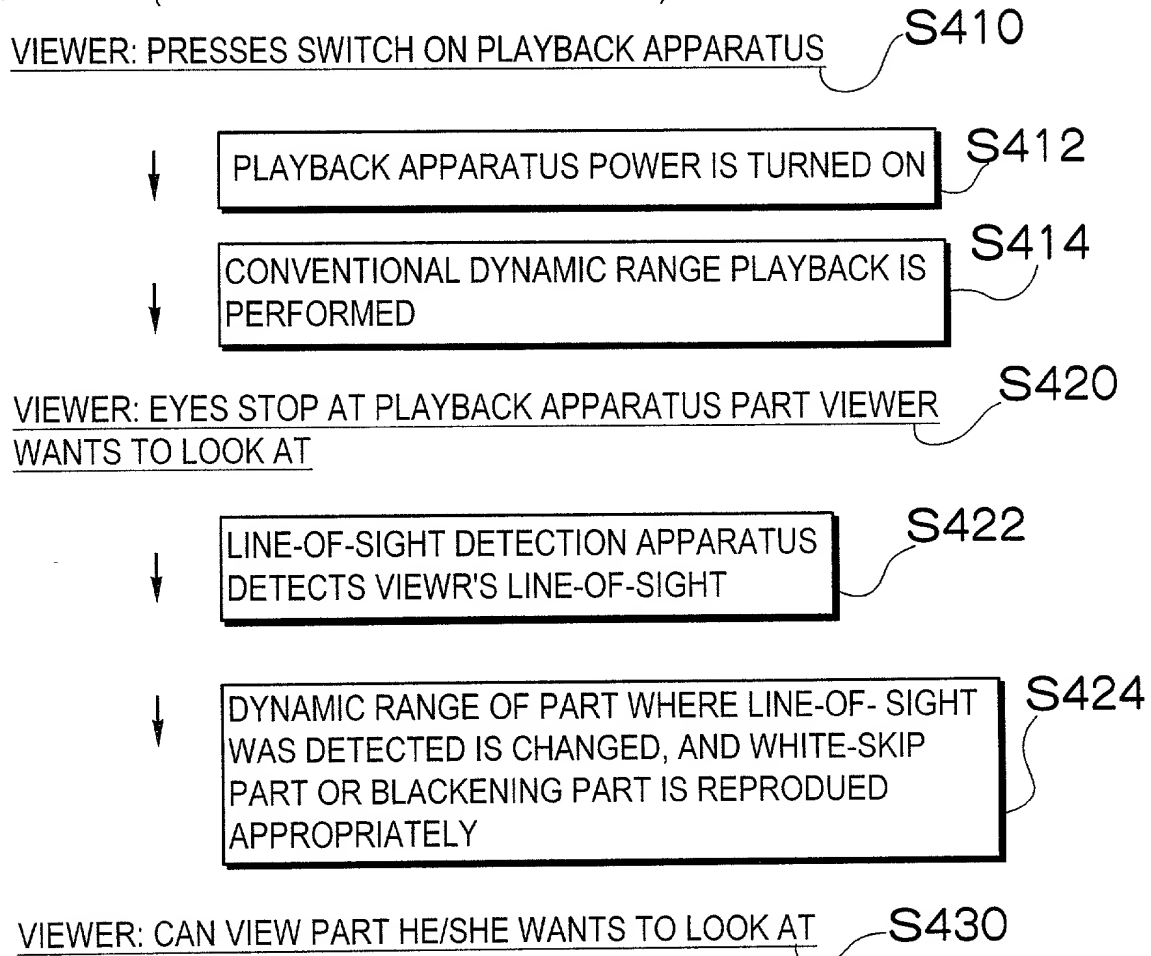 VIEWER: PRESSES SWITCH ON PLAYBACK APPARATUS S410
PLAYBACK APPARATUS POWER IS TURNED ON S412
CONVENTIONAL DYNAMIC RANGE PLAYBACK IS S414
PERFORMED
VIEWER: EYES STOP AT PLAYBACK APPARATUS PART VIEWER S420
WANTS TO LOOK AT
LINE-OF-SIGHT DETECTION APPARATUS S422
DETECTS VIEWR'S LINE-OF-SIGHT
DYNAMIC RANGE OF PART WHERE LINE-OF- SIGHT S424
WAS DETECTED IS CHANGED, AND WHITE-SKIP
PART OR BLACKENING PART IS REPRODUED
APPROPRIATELY
VIEWER: CAN VIEW PART HE/SHE WANTS TO LOOK AT S430